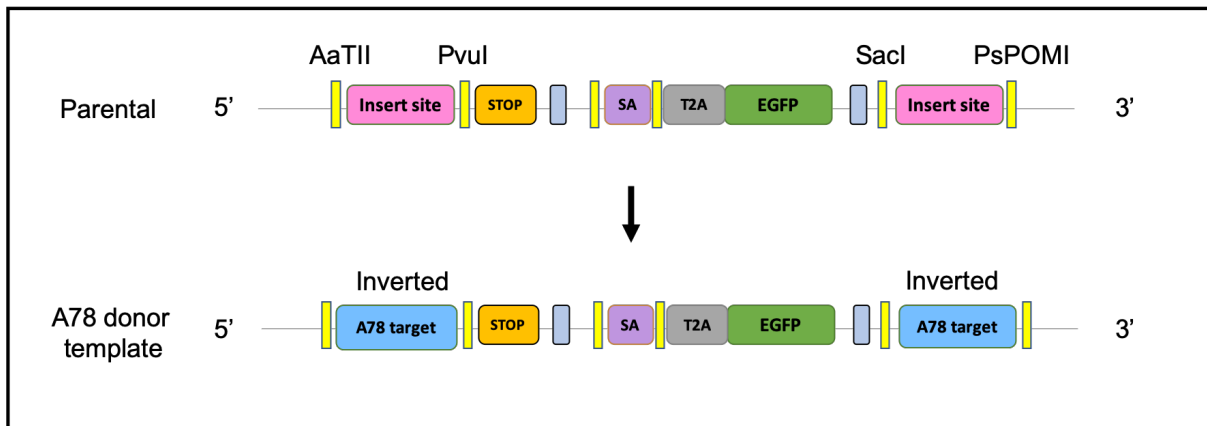 AaTII PvuI SacI PsPOMI
Parental 5' Insert site STOP SA T2A EGFP Insert site 3'
Inverted Inverted
A78 donor
template 5' A78 target STOP SA T2A EGFP A78 target 3'